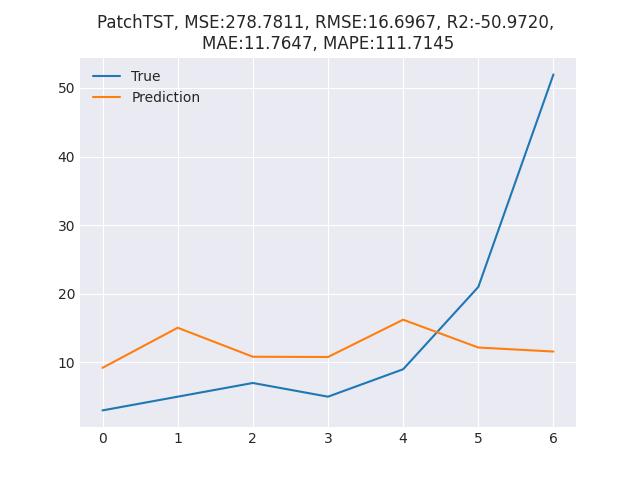 PatchTST, MSE:278.7811, RMSE:16.6967, R2:-50.9720,
MAE:11.7647, MAPE:111.7145
True
Prediction
50
40
30
20
10
0 1 2 3 4 5 6